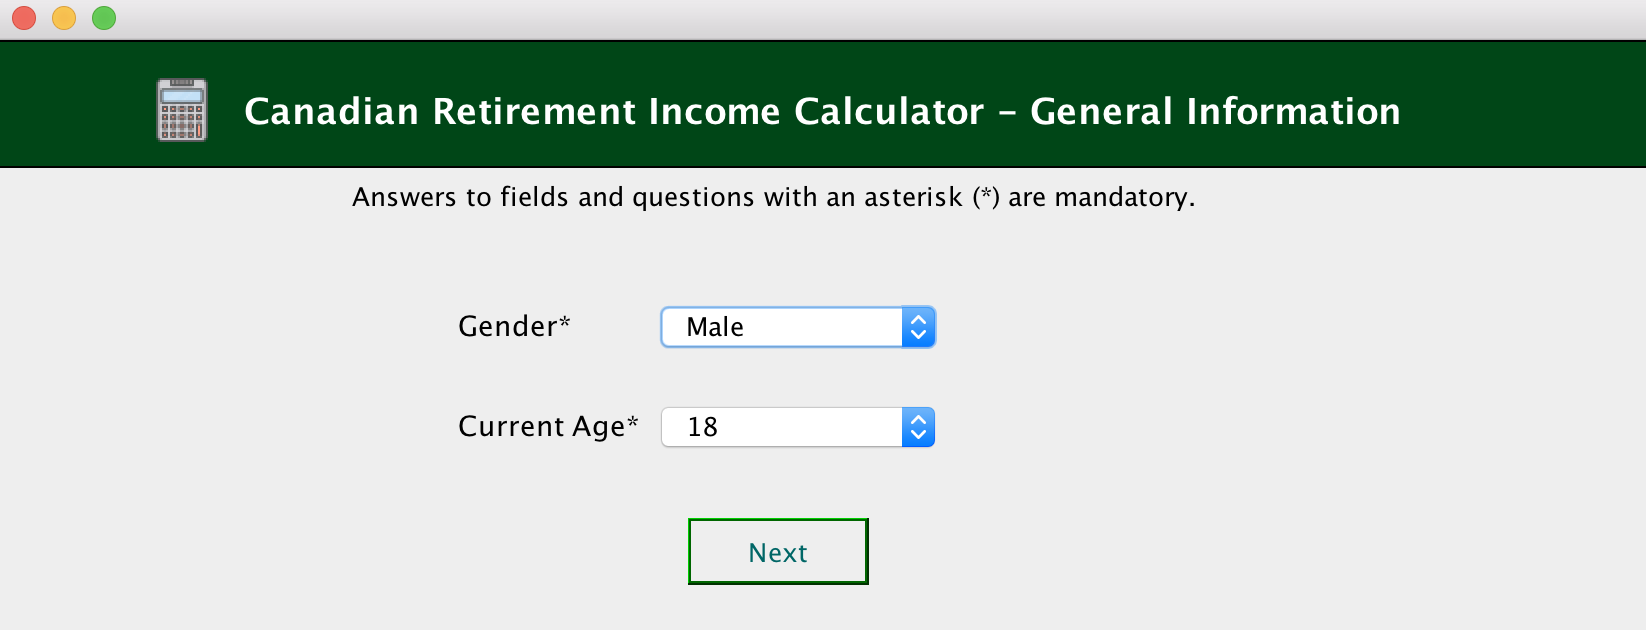 Canadian Retirement Income Calculator – General Information
Answers to fields and questions with an asterisk (*) are mandatory.
Gender* Male
Current Age* 18
Next